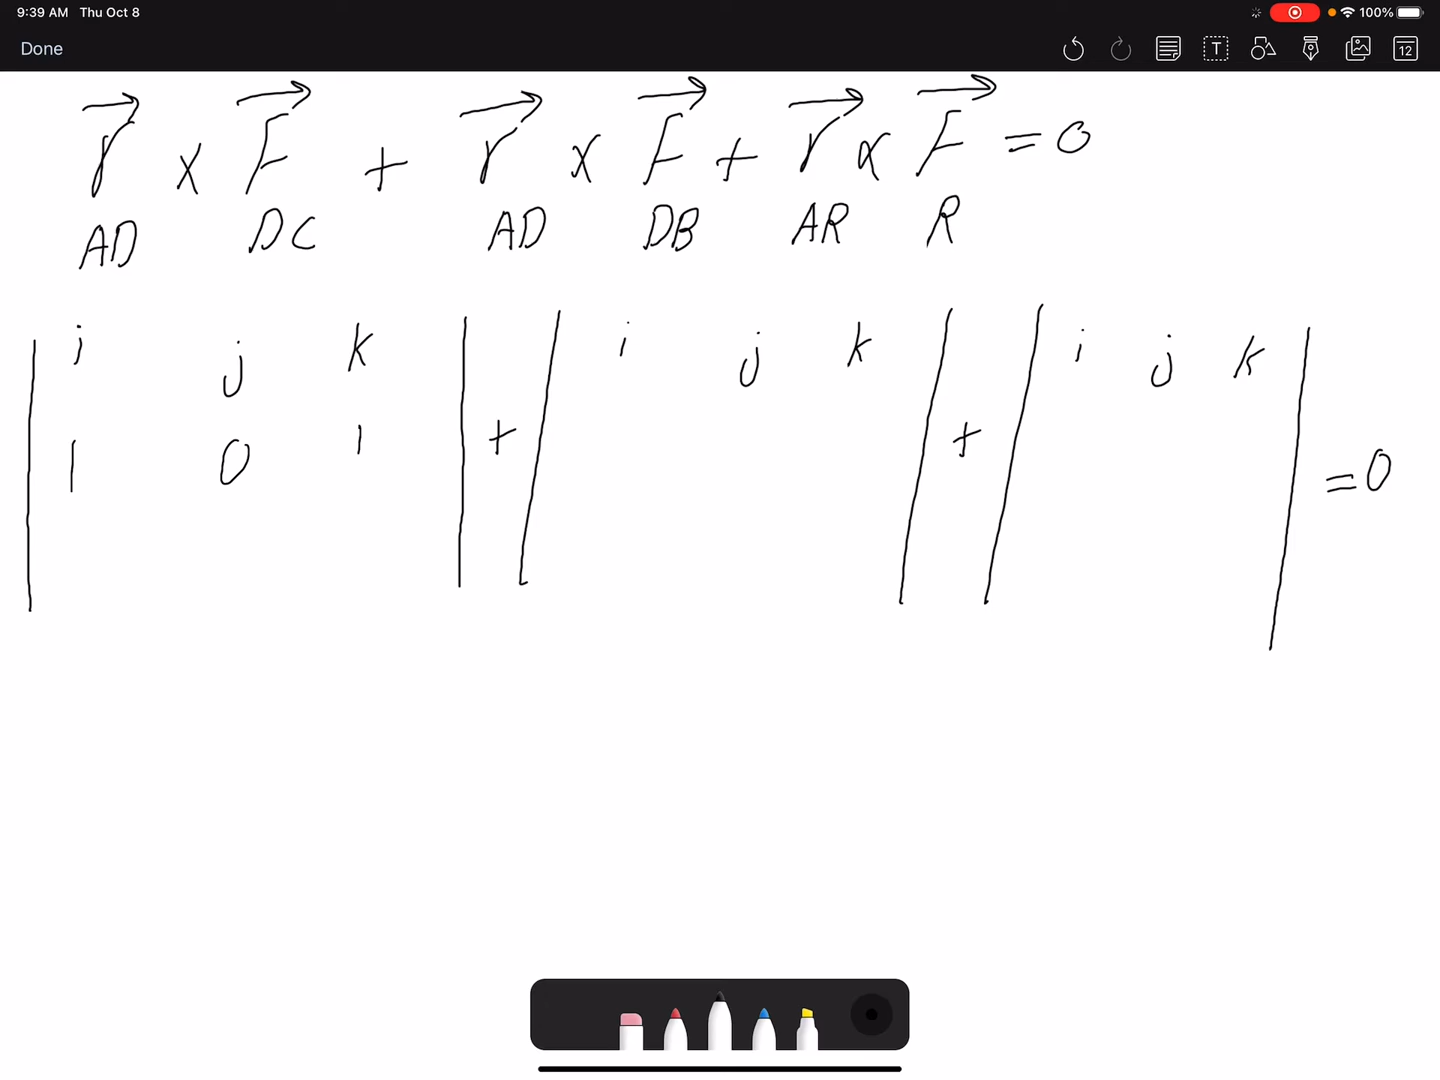 9:39 AM Thu Oct 8 100%
Done T 12
r x F + r x F + r x F = 0
AD DC AD DB AR R
i j k i j k i j k
1 0 1 + + = 0